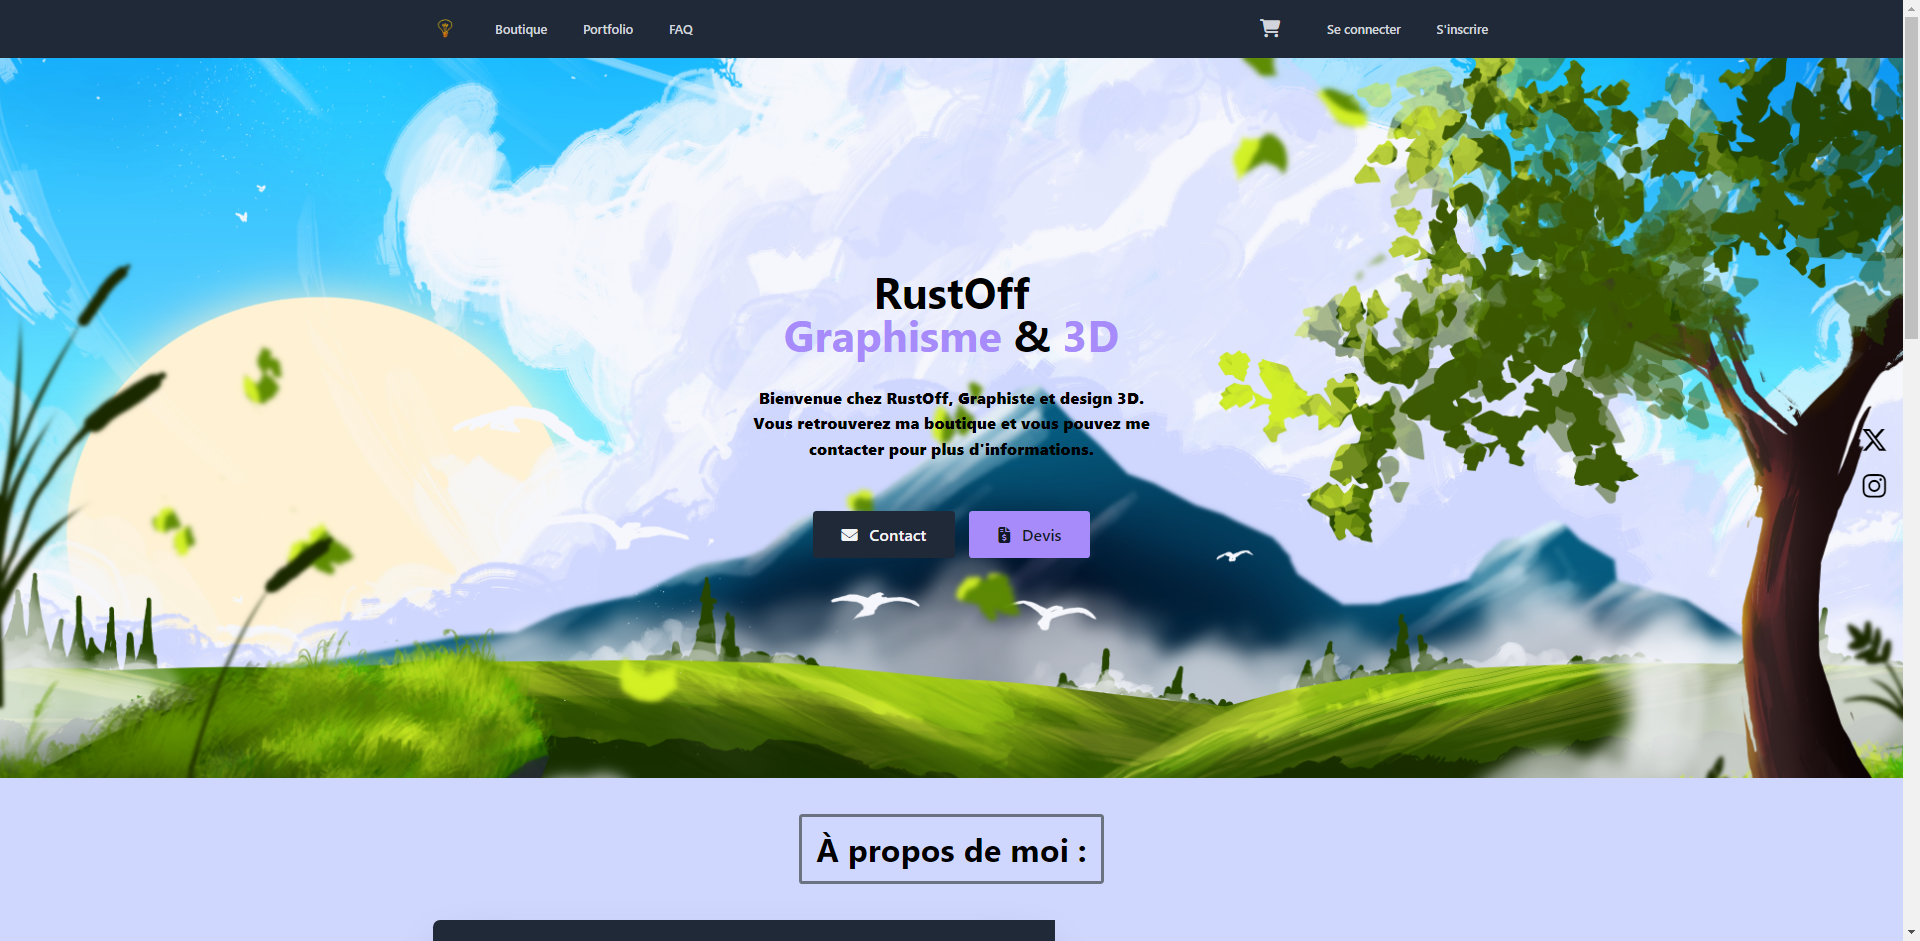 Boutique
Portfolio
FAQ
Se connecter
S'inscrire
RustOff
Graphisme & 3D
Bienvenue chez RustOff, Graphiste et design 3D.
Vous retrouverez ma boutique et vous pouvez me
contacter pour plus d'informations.
Contact
Devis
À propos de moi :